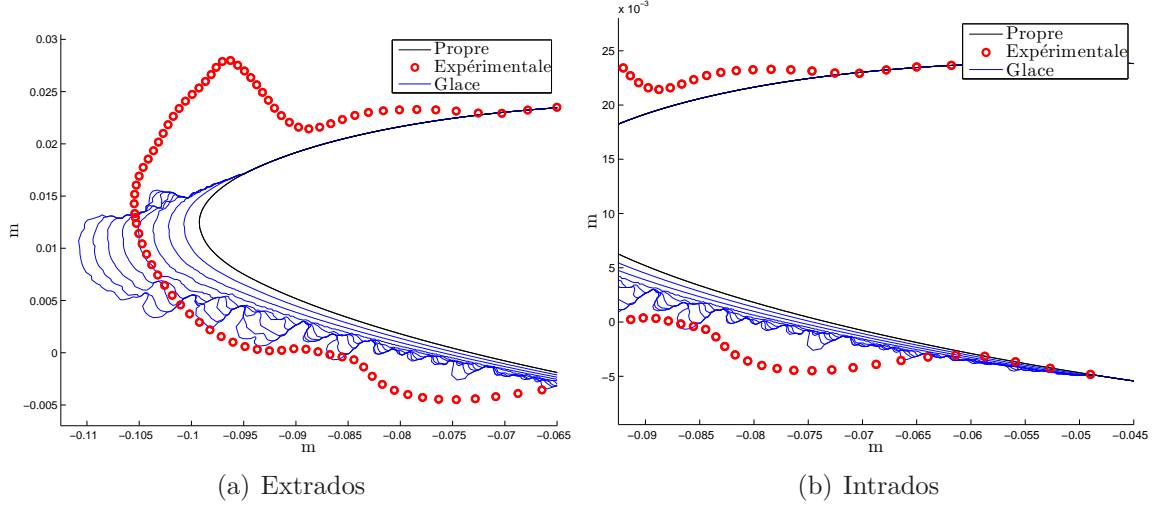 0.03
0.025
0.02
0.015
0.01
0.005
0
−0.005
m
−0.11
−0.105
−0.1
−0.095
−0.09
−0.085
−0.08
−0.075
−0.07
−0.065
m
Propre
Expérimentale
Glace
(a) Extrados
x 10⁻³
25
20
15
10
5
0
−5
m
−0.09
−0.085
−0.08
−0.075
−0.07
−0.065
−0.06
−0.055
−0.05
−0.045
m
Propre
Expérimentale
Glace
(b) Intrados